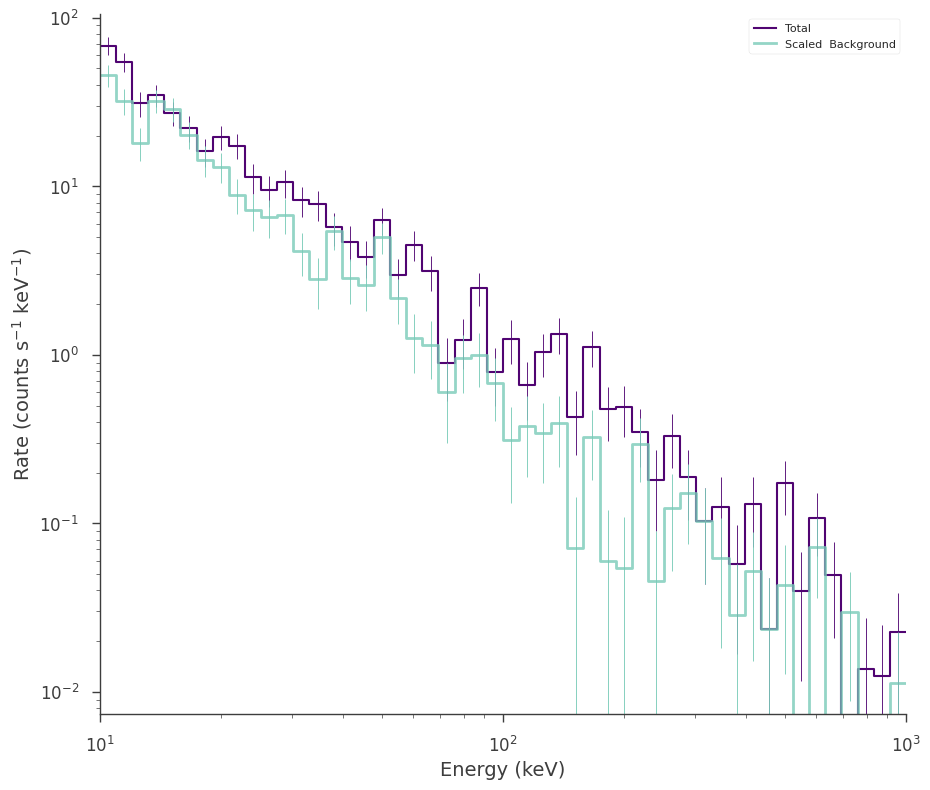 Total
Scaled  Background
10²
10¹
10⁰
10⁻¹
10⁻²
Rate (counts s⁻¹ keV⁻¹)
10¹ 10² 10³
Energy (keV)